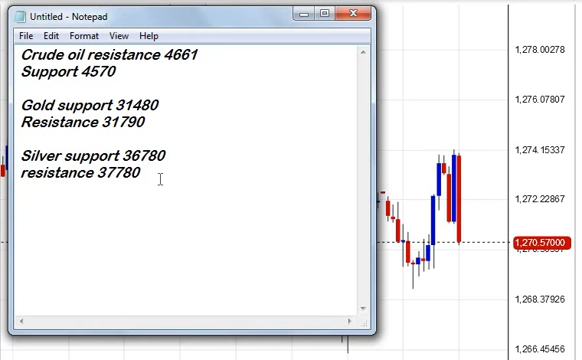 Untitled - Notepad
File Edit Format View Help
Crude oil resistance 4661
Support 4570
Gold support 31480
Resistance 31790
Silver support 36780
resistance 37780
1,278.00278
1,276.07807
1,274.15337
1,272.22867
1,270.57000
1,268.37926
1,266.45456